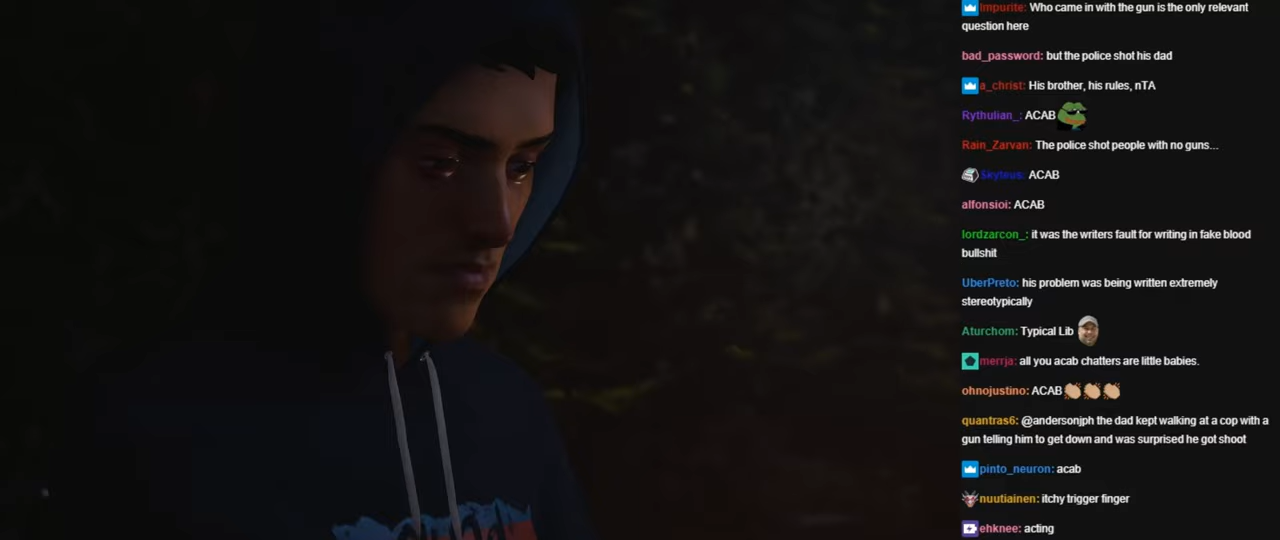 Impurite: Who came in with the gun is the only relevant
question here
bad_password: but the police shot his dad
a_christ: His brother, his rules, nTA
Rythulian_: ACAB
Rain_Zarvan: The police shot people with no guns...
Skyteus: ACAB
alfonsioi: ACAB
lordzarcon_: it was the writers fault for writing in fake blood
bullshit
UberPreto: his problem was being written extremely
stereotypically
Aturchom: Typical Lib
merrja: all you acab chatters are little babies.
ohnojustino: ACAB
quantras6: @andersonjph the dad kept walking at a cop with a
gun telling him to get down and was surprised he got shoot
pinto_neuron: acab
nuutiainen: itchy trigger finger
ehknee: acting